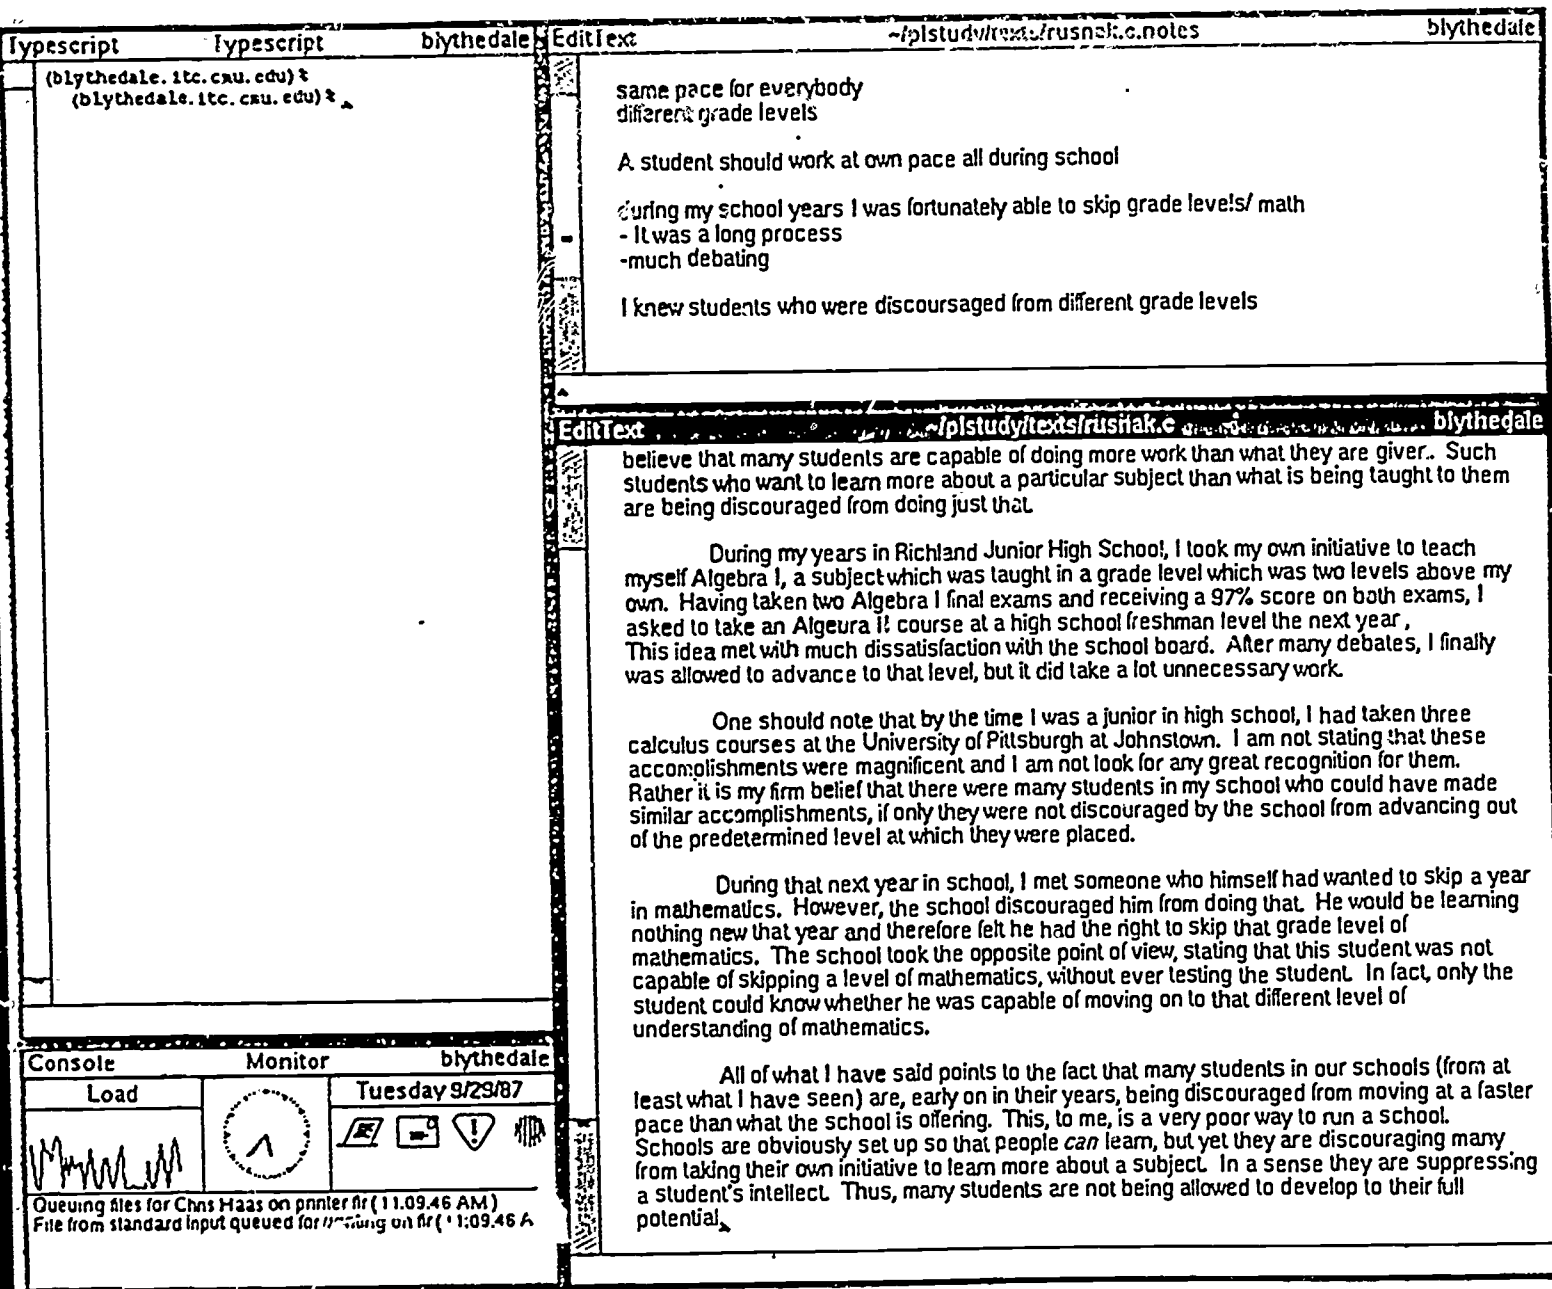 Typescript Typescript blythedale
(blythedale.itc.cmu.edu)%
(blythedale.itc.cmu.edu)%
EditText ~/plstudy/texts/rusnak.c.notes blythedale
same pace for everybody
different grade levels
A student should work at own pace all during school
during my school years I was fortunately able to skip grade levels/ math
- It was a long process
-much debating
I knew students who were discoursaged from different grade levels
EditText ~/plstudy/texts/rusnak.c blythedale
believe that many students are capable of doing more work than what they are given. Such
students who want to learn more about a particular subject than what is being taught to them
are being discouraged from doing just that.
During my years in Richland Junior High School, I took my own initiative to teach
myself Algebra I, a subject which was taught in a grade level which was two levels above my
own. Having taken two Algebra I final exams and receiving a 97% score on both exams, I
asked to take an Algebra II course at a high school freshman level the next year,
This idea met with much dissatisfaction with the school board. After many debates, I finally
was allowed to advance to that level, but it did take a lot unnecessary work.
One should note that by the time I was a junior in high school, I had taken three
calculus courses at the University of Pittsburgh at Johnstown. I am not stating that these
accomplishments were magnificent and I am not look for any great recognition for them.
Rather it is my firm belief that there were many students in my school who could have made
similar accomplishments, if only they were not discouraged by the school from advancing out
of the predetermined level at which they were placed.
During that next year in school, I met someone who himself had wanted to skip a year
in mathematics. However, the school discouraged him from doing that. He would be learning
nothing new that year and therefore felt he had the right to skip that grade level of
mathematics. The school took the opposite point of view, stating that this student was not
capable of skipping a level of mathematics, without ever testing the student. In fact, only the
student could know whether he was capable of moving on to that different level of
understanding of mathematics.
All of what I have said points to the fact that many students in our schools (from at
least what I have seen) are, early on in their years, being discouraged from moving at a faster
pace than what the school is offering. This, to me, is a very poor way to run a school.
Schools are obviously set up so that people can learn, but yet they are discouraging many
from taking their own initiative to learn more about a subject. In a sense they are suppressing
a student's intellect. Thus, many students are not being allowed to develop to their full
potential.
Console Monitor blythedale
Load Tuesday 9/29/87
Queuing files for Chris Haas on printer fir (11:09.46 AM)
File from standard input queued for on fir (11:09.46 A